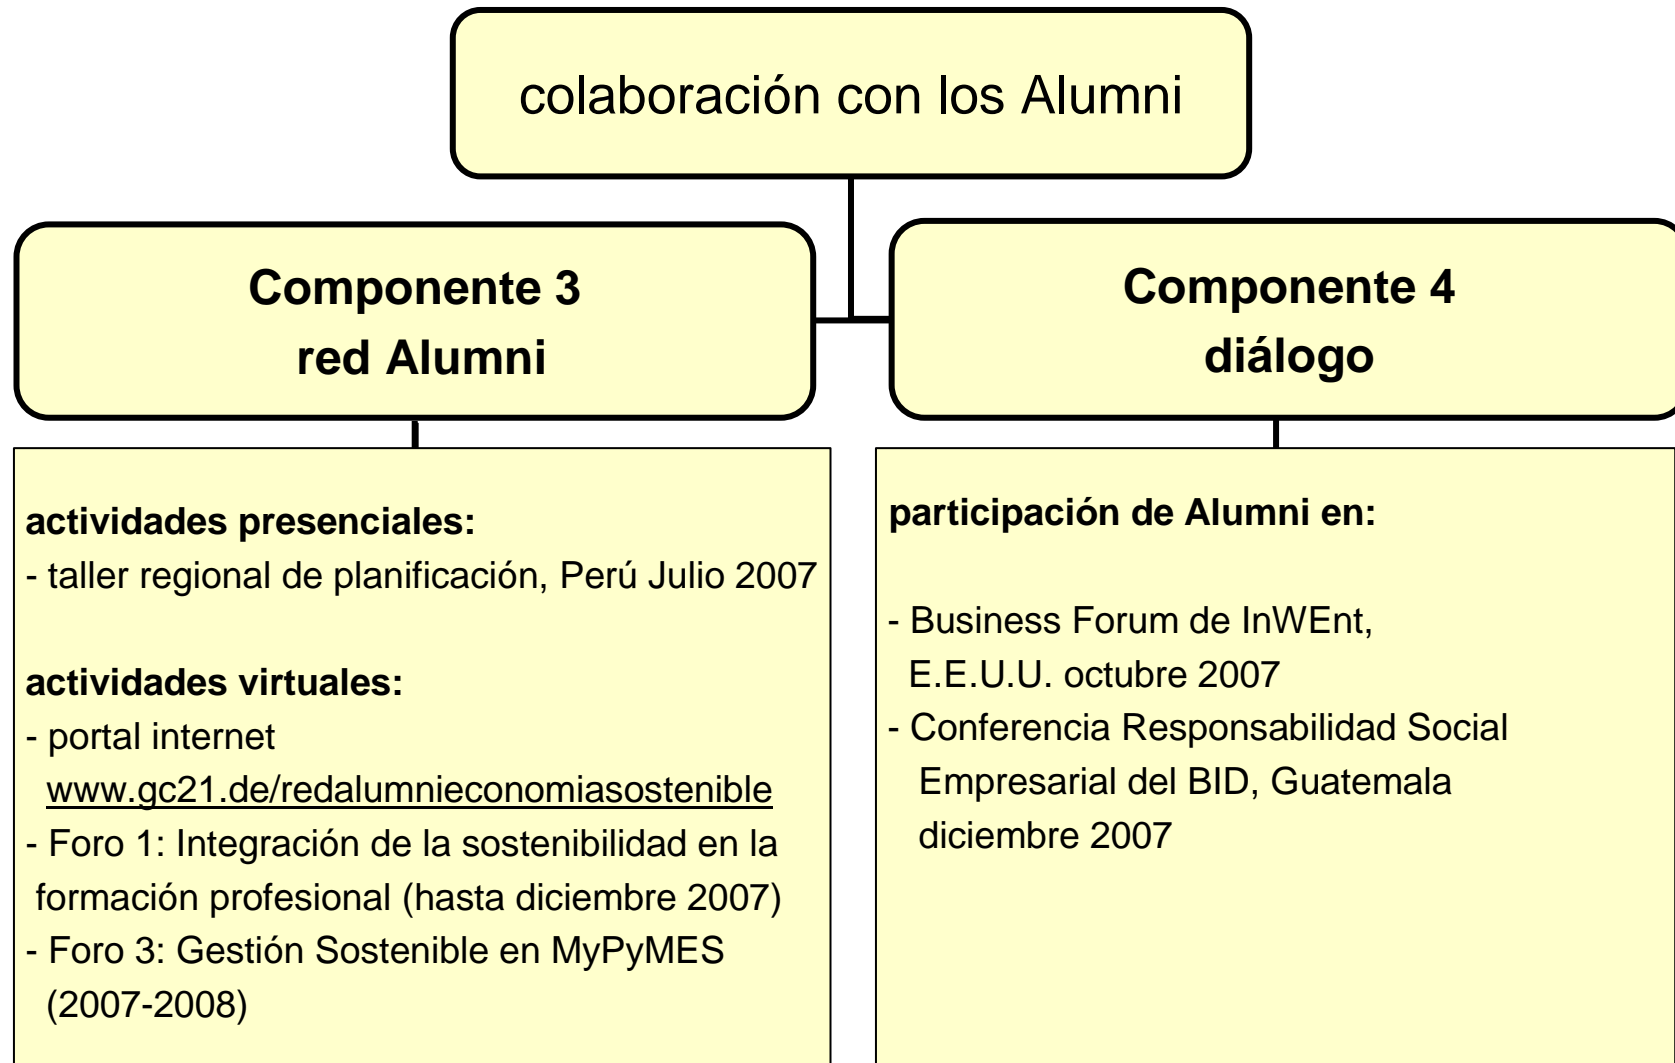 colaboración con los Alumni
Componente 3
red Alumni
Componente 4
diálogo
actividades presenciales:
- taller regional de planificación, Perú Julio 2007
actividades virtuales:
- portal internet
www.gc21.de/redalumnieconomiasostenible
- Foro 1: Integración de la sostenibilidad en la
formación profesional (hasta diciembre 2007)
- Foro 3: Gestión Sostenible en MyPyMES
(2007-2008)
participación de Alumni en:
- Business Forum de InWEnt,
E.E.U.U. octubre 2007
- Conferencia Responsabilidad Social
Empresarial del BID, Guatemala
diciembre 2007